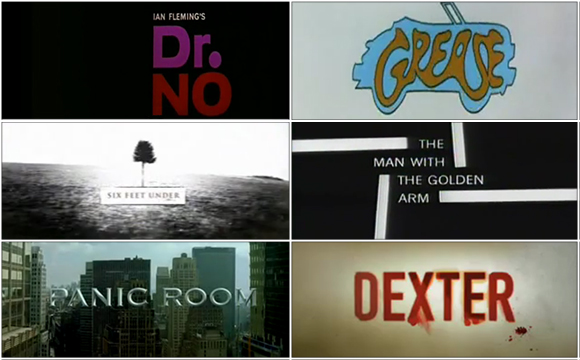 IAN FLEMING'S
Dr.
NO
GREASE
SIX FEET UNDER
THE
MAN WITH
THE GOLDEN
ARM
PANIC ROOM
DEXTER